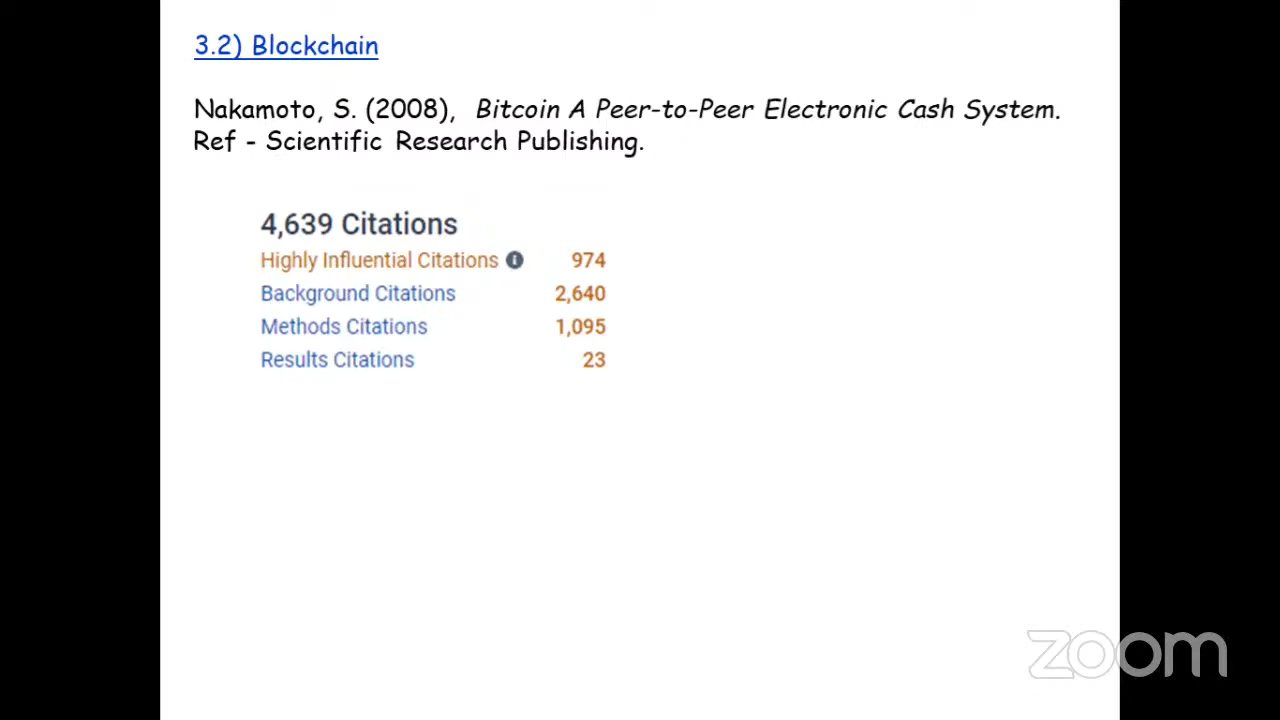 3.2) Blockchain
Nakamoto, S. (2008), Bitcoin A Peer-to-Peer Electronic Cash System.
Ref - Scientific Research Publishing.
4,639 Citations
Highly Influential Citations i 974
Background Citations 2,640
Methods Citations 1,095
Results Citations 23
zoom